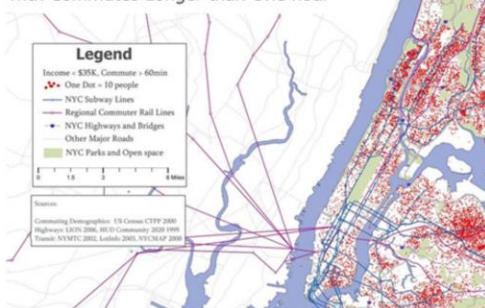 with Commutes Longer than One Hour
Legend
Income < $35K, Commute > 60min
One Dot = 10 people
NYC Subway Lines
Regional Commuter Rail Lines
NYC Highways and Bridges
Other Major Roads
NYC Parks and Open space
0 1.5 3 6 Miles
Sources:
Commuting Demographics: US Census CTPP 2000
Highways: LION 2006, HUD Community 2020 1999
Transit: NYMTC 2002, LotInfo 2005, NYCMAP 2000